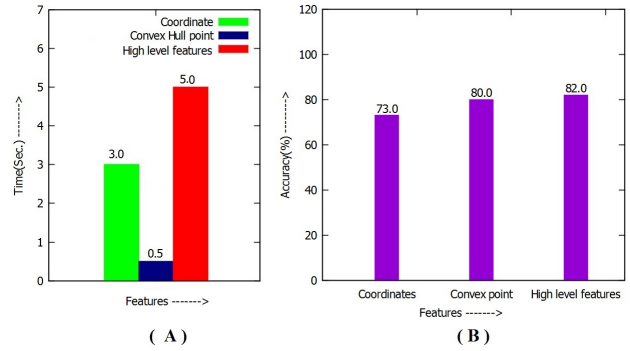 7
6
5
4
3
2
1
0
Time(Sec.) -------->
Coordinate
Convex Hull point
High level features
3.0
0.5
5.0
Features ------->
( A )
120
100
80
60
40
20
0
Accuracy(%) -------->
73.0
80.0
82.0
Coordinates Convex point High level features
Features ------->
( B )